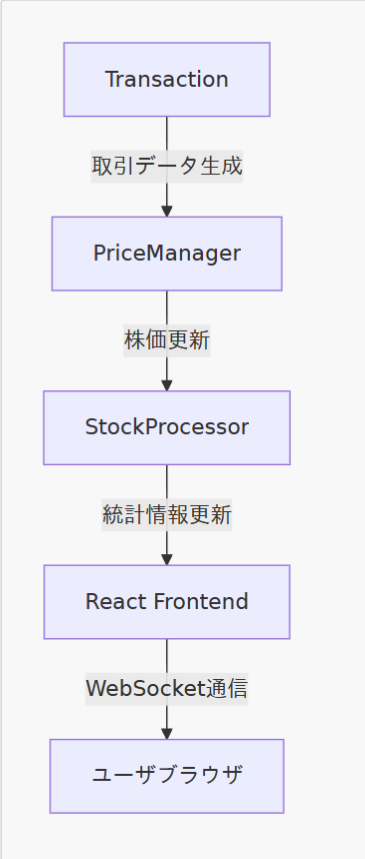 Transaction
取引データ生成
PriceManager
株価更新
StockProcessor
統計情報更新
React Frontend
WebSocket通信
ユーザブラウザ